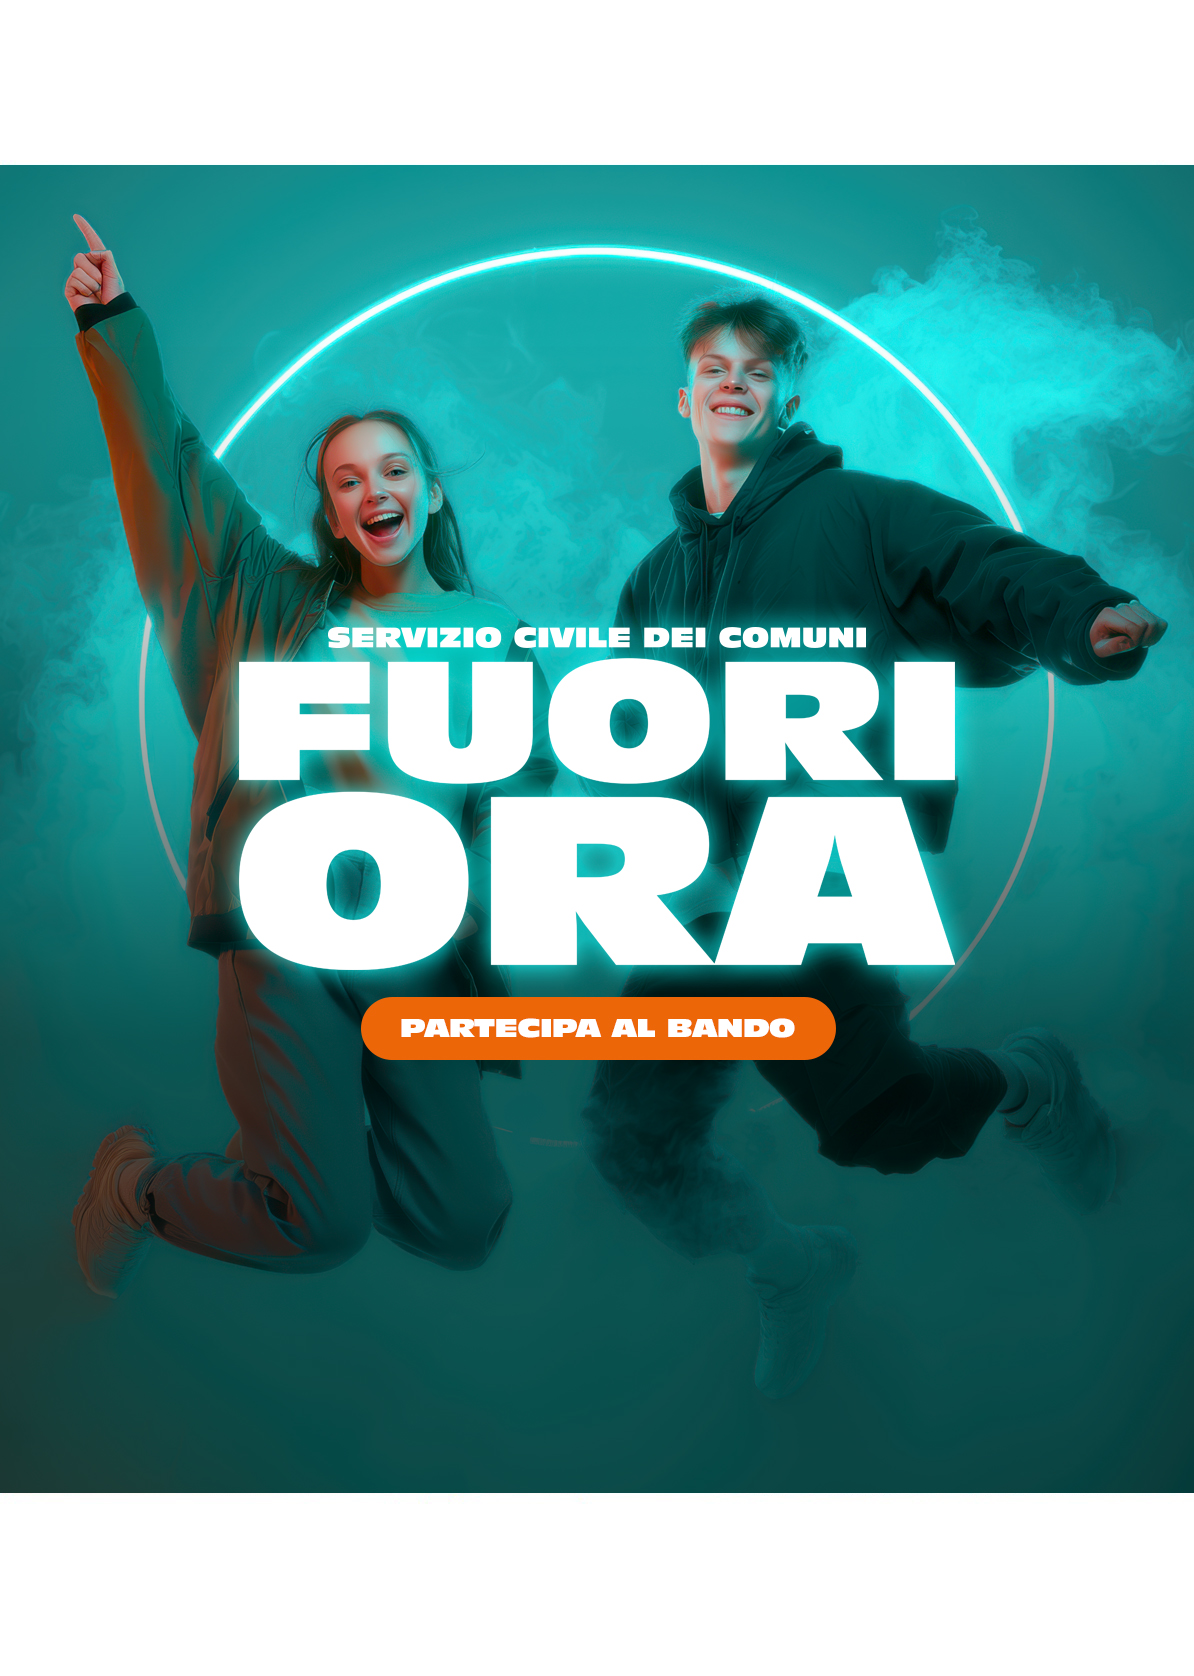 SERVIZIO CIVILE DEI COMUNI
FUORI
ORA
PARTECIPA AL BANDO